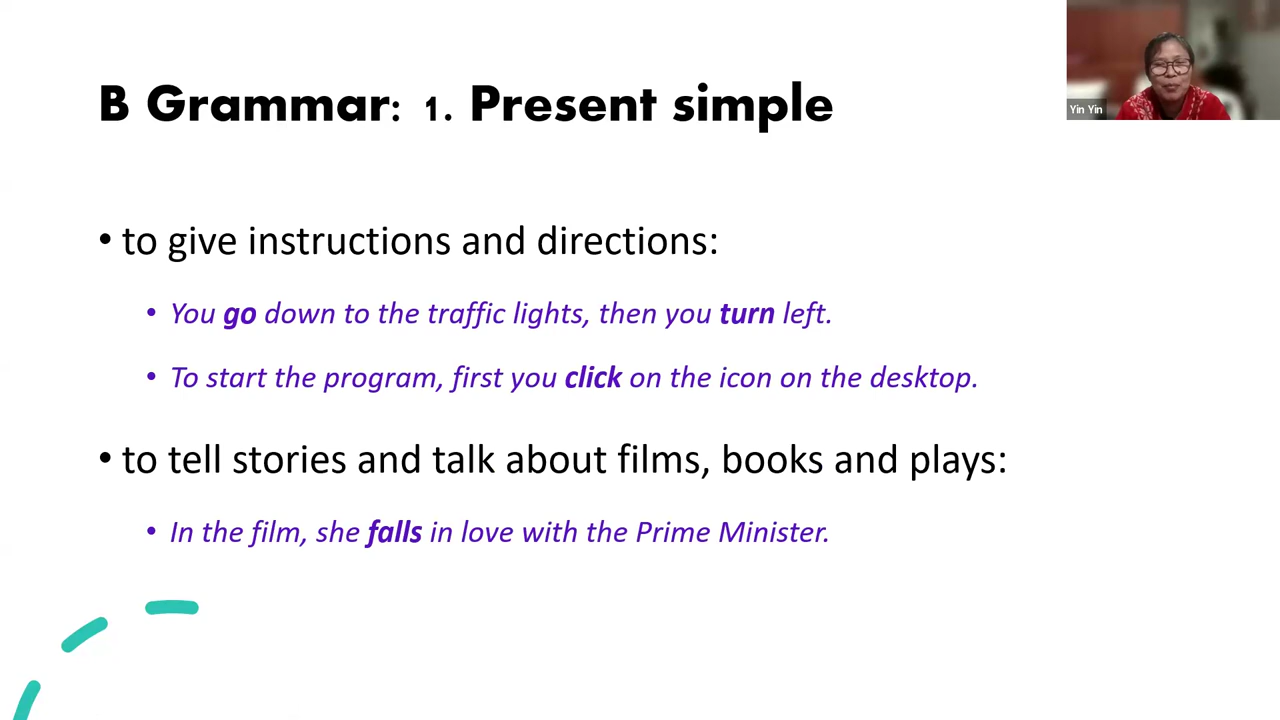 B Grammar: 1. Present simple
Yin Yin
• to give instructions and directions:
• You go down to the traffic lights, then you turn left.
• To start the program, first you click on the icon on the desktop.
• to tell stories and talk about films, books and plays:
• In the film, she falls in love with the Prime Minister.